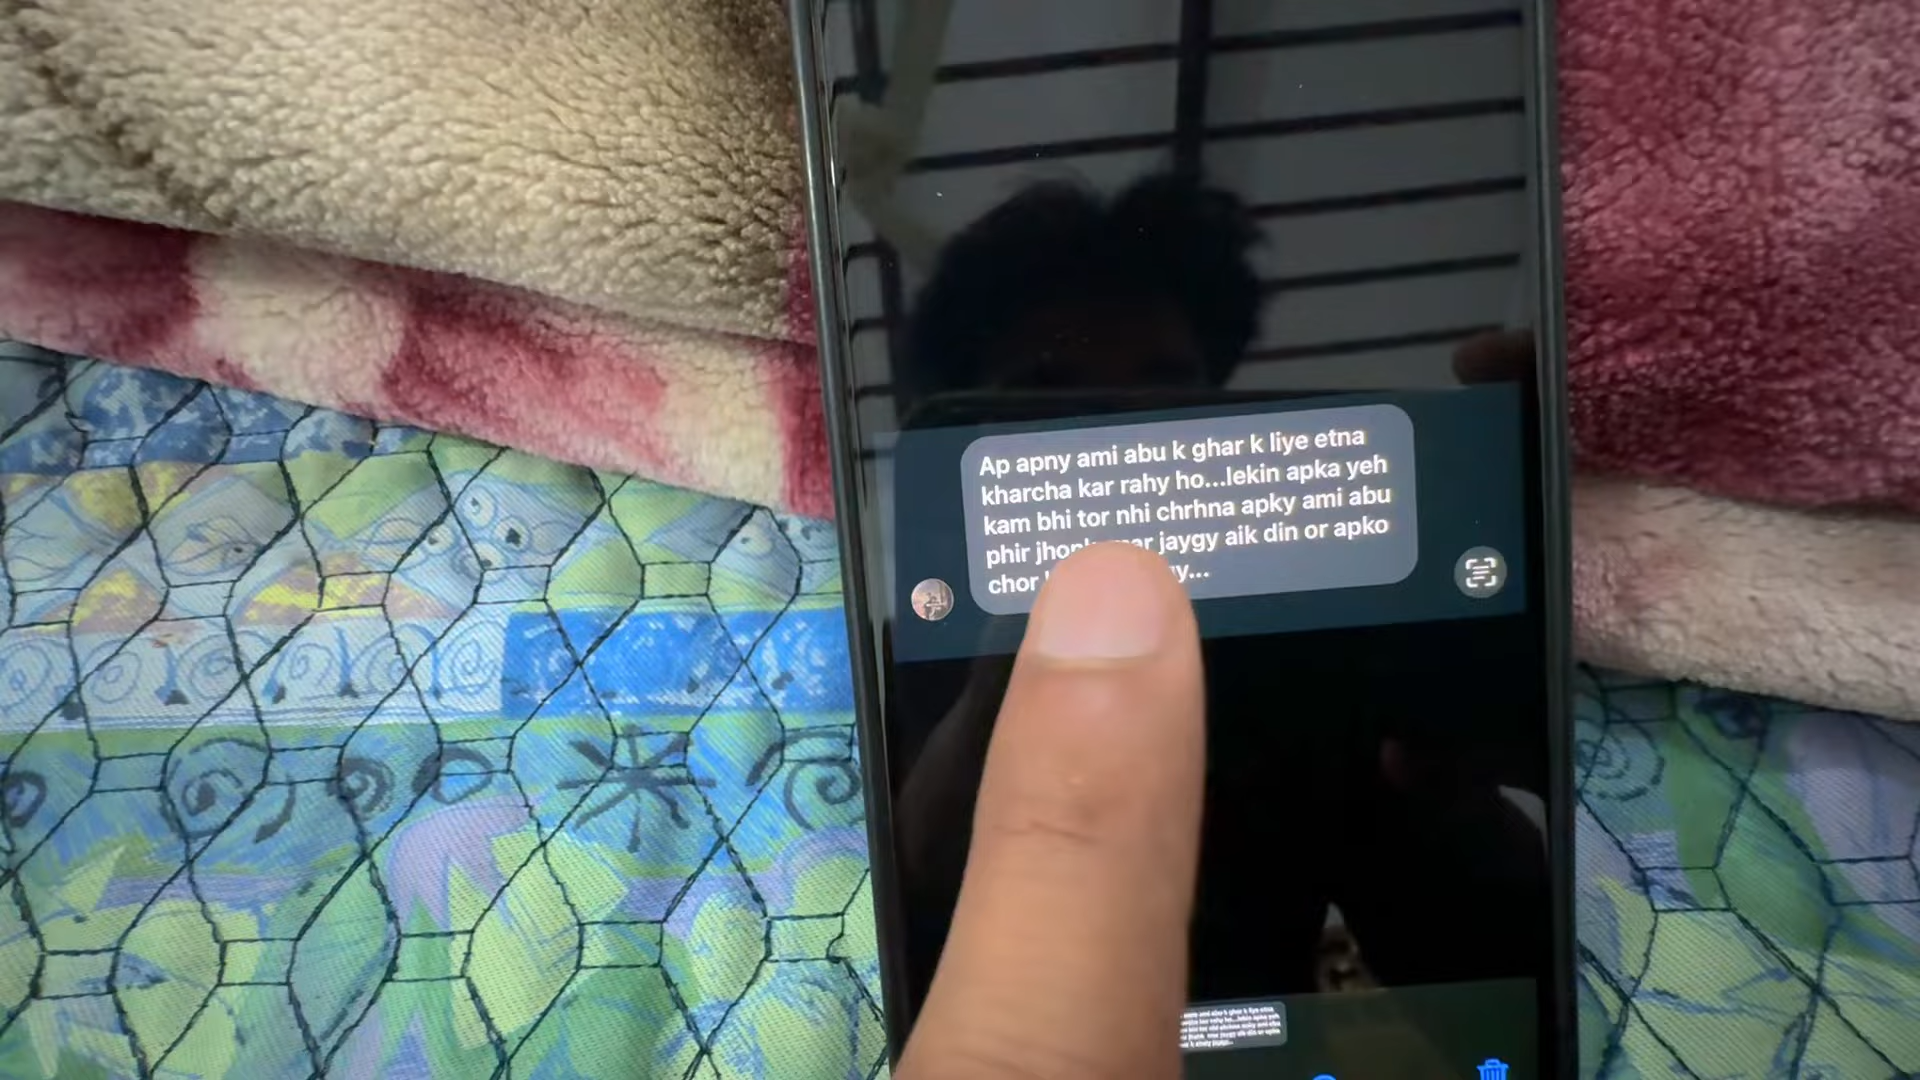 Ap apny ami abu k ghar k liye etna
kharcha kar rahy ho...lekin apka yeh
kam bhi tor nhi chrhna apky ami abu
phir jaygy aik din or apko
chor